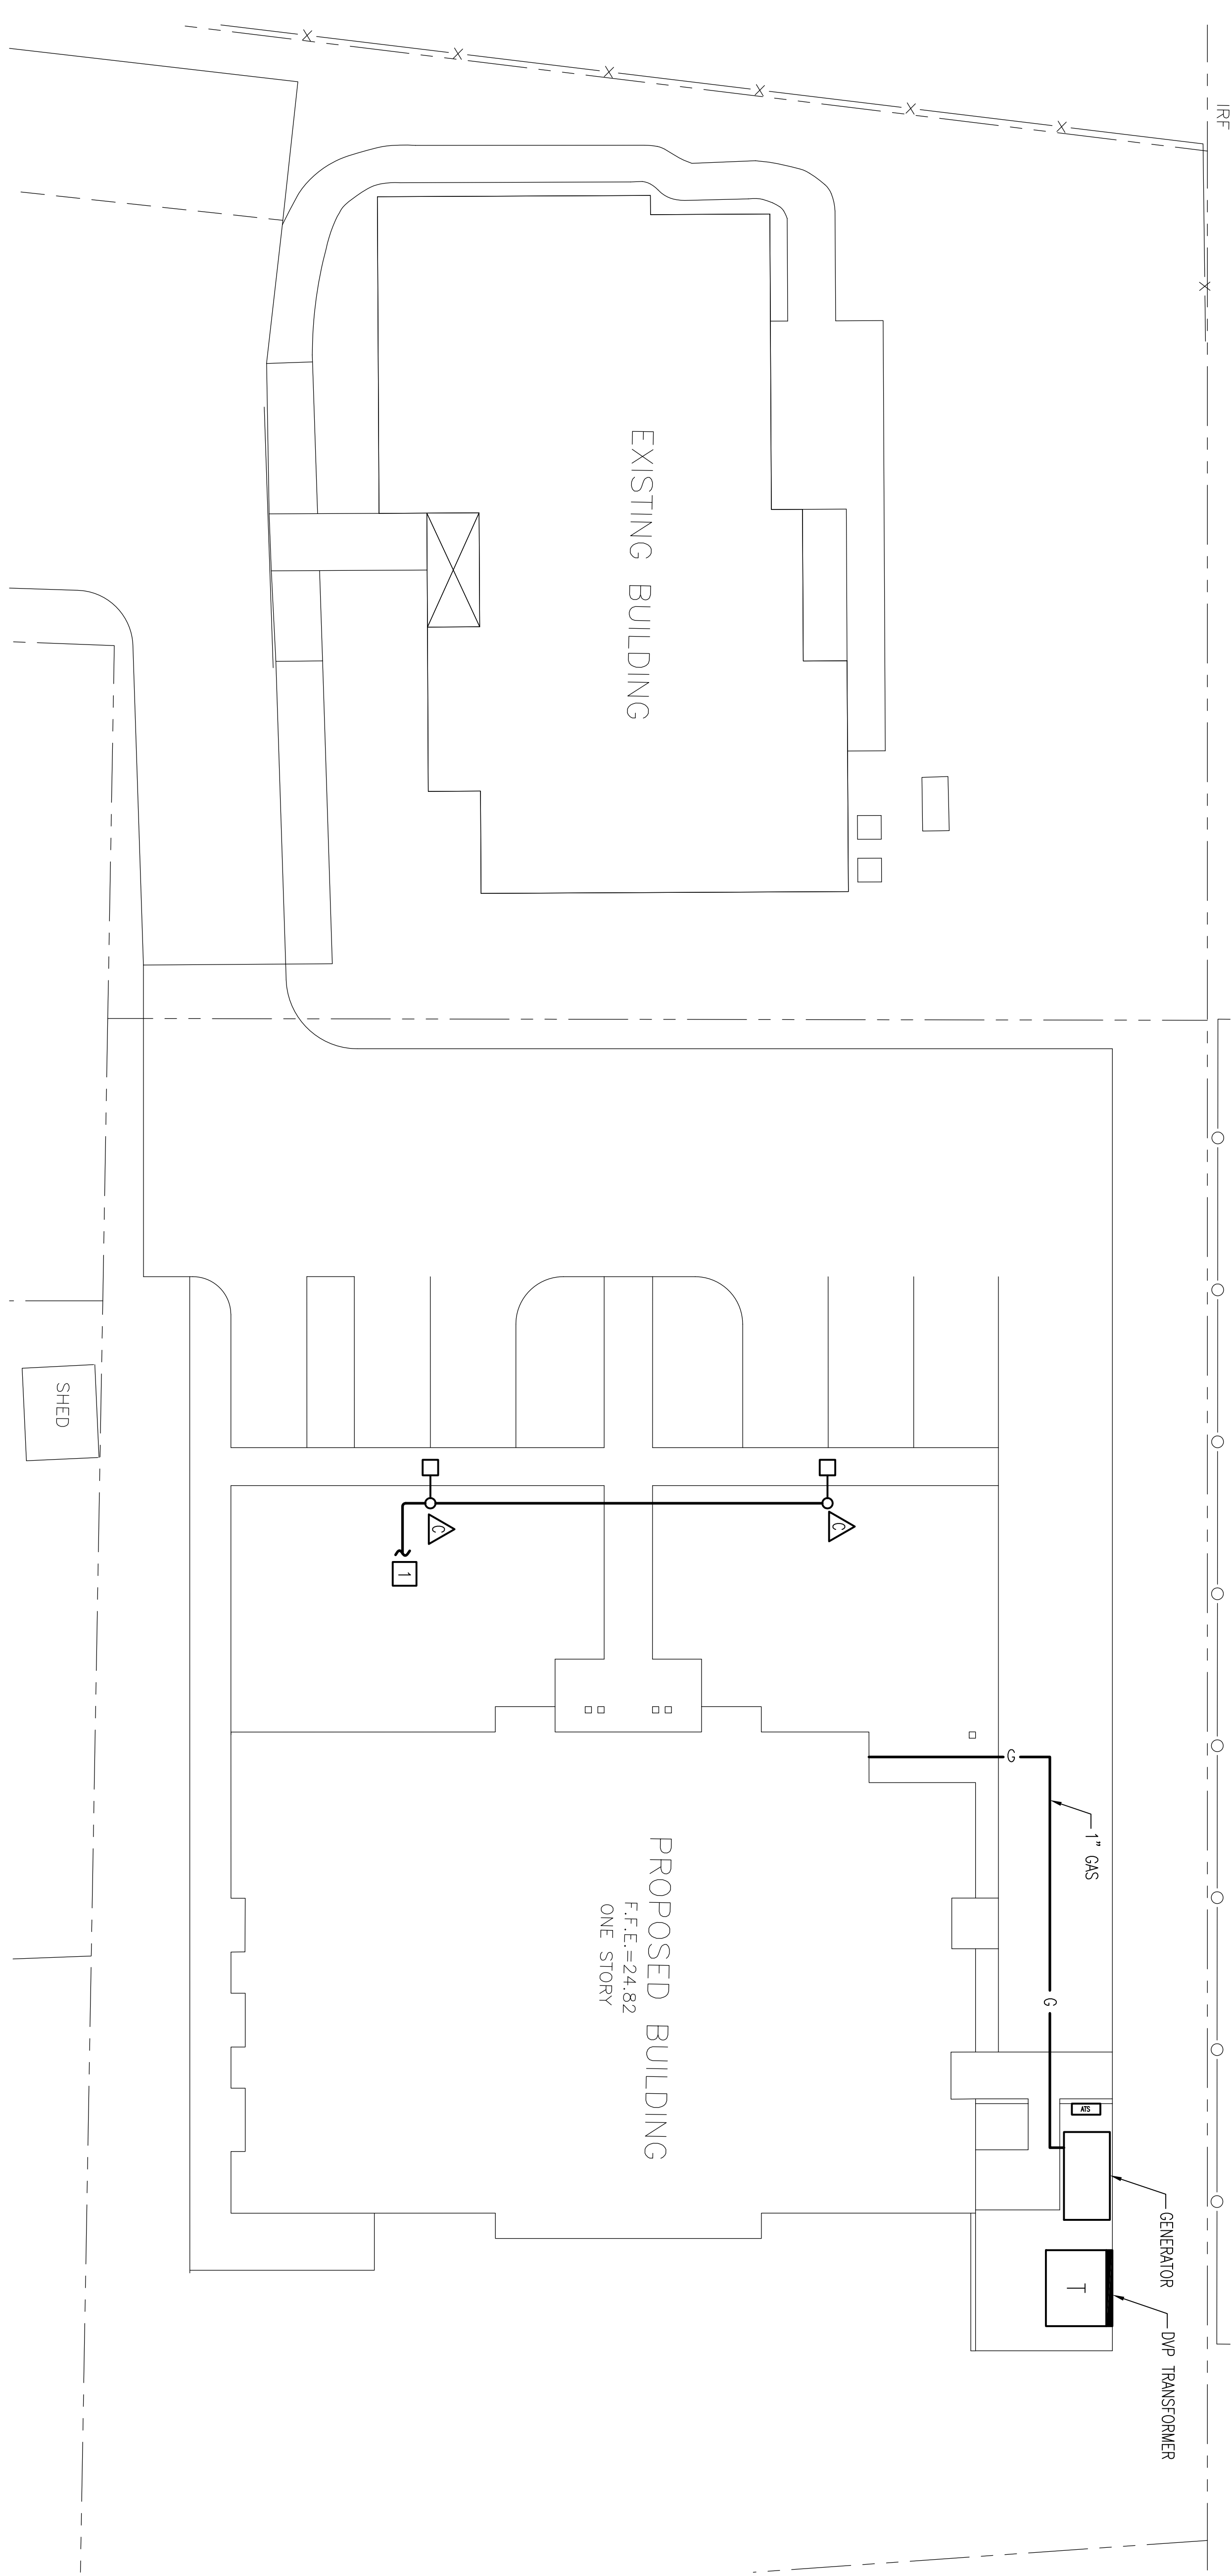 IRF
EXISTING BUILDING
SHED
C
C
1
G
1" GAS
G
PROPOSED BUILDING
F.F.E.=24.82
ONE STORY
ATS
GENERATOR
T
DVP TRANSFORMER